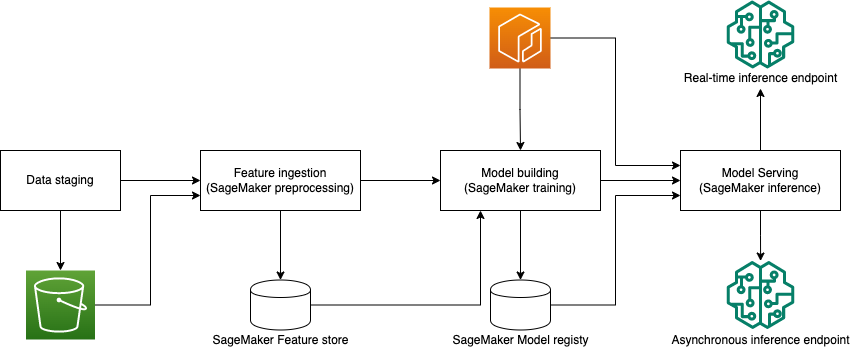 Real-time inference endpoint
Data staging
Feature ingestion
(SageMaker preprocessing)
Model building
(SageMaker training)
Model Serving
(SageMaker inference)
SageMaker Feature store
SageMaker Model registy
Asynchronous inference endpoint